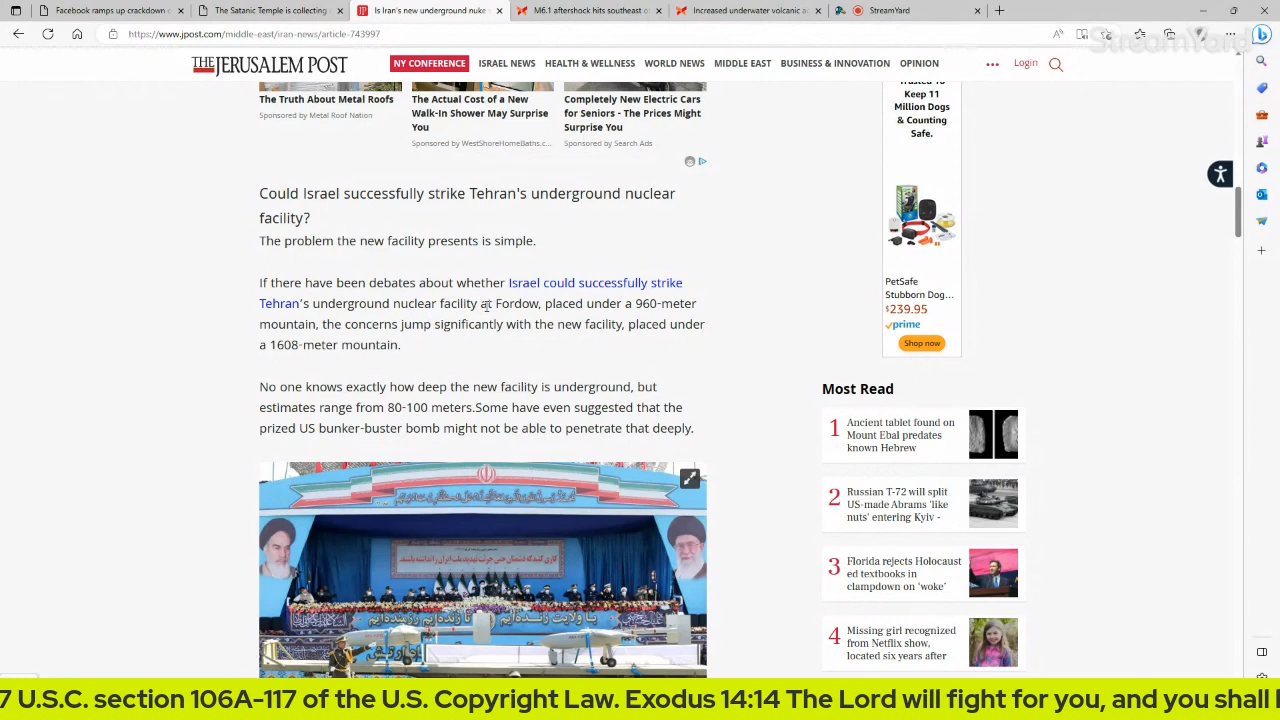 Facebook ramps up crackdown o
The Satanic Temple is collecting
Is Iran's new underground nuke
M6.1 aftershock hits southeast of
Increased underwater volcanic a
StreamYard
https://www.jpost.com/middle-east/iran-news/article-743997
StreamYard
THE JERUSALEM POST
NY CONFERENCE
ISRAEL NEWS
HEALTH & WELLNESS
WORLD NEWS
MIDDLE EAST
BUSINESS & INNOVATION
OPINION
Login
The Truth About Metal Roofs
Sponsored by Metal Roof Nation
The Actual Cost of a New
Walk-In Shower May Surprise
You
Sponsored by WestShoreHomeBaths.c...
Completely New Electric Cars
for Seniors - The Prices Might
Surprise You
Sponsored by Search Ads
Could Israel successfully strike Tehran's underground nuclear
facility?
The problem the new facility presents is simple.
If there have been debates about whether Israel could successfully strike
Tehran's underground nuclear facility at Fordow, placed under a 960-meter
mountain, the concerns jump significantly with the new facility, placed under
a 1608-meter mountain.
No one knows exactly how deep the new facility is underground, but
estimates range from 80-100 meters.Some have even suggested that the
prized US bunker-buster bomb might not be able to penetrate that deeply.
Trusted To
Keep 11
Million Dogs
& Counting
Safe.
PetSafe
Stubborn Dog...
$239.95
prime
Shop now
Most Read
1
Ancient tablet found on
Mount Ebal predates
known Hebrew
2
Russian T-72 will split
US-made Abrams 'like
nuts' entering Kyiv -
3
Florida rejects Holocaust
ed textbooks in
clampdown on 'woke'
4
Missing girl recognized
from Netflix show,
located six years after
7 U.S.C. section 106A-117 of the U.S. Copyright Law. Exodus 14:14 The Lord will fight for you, and you shall